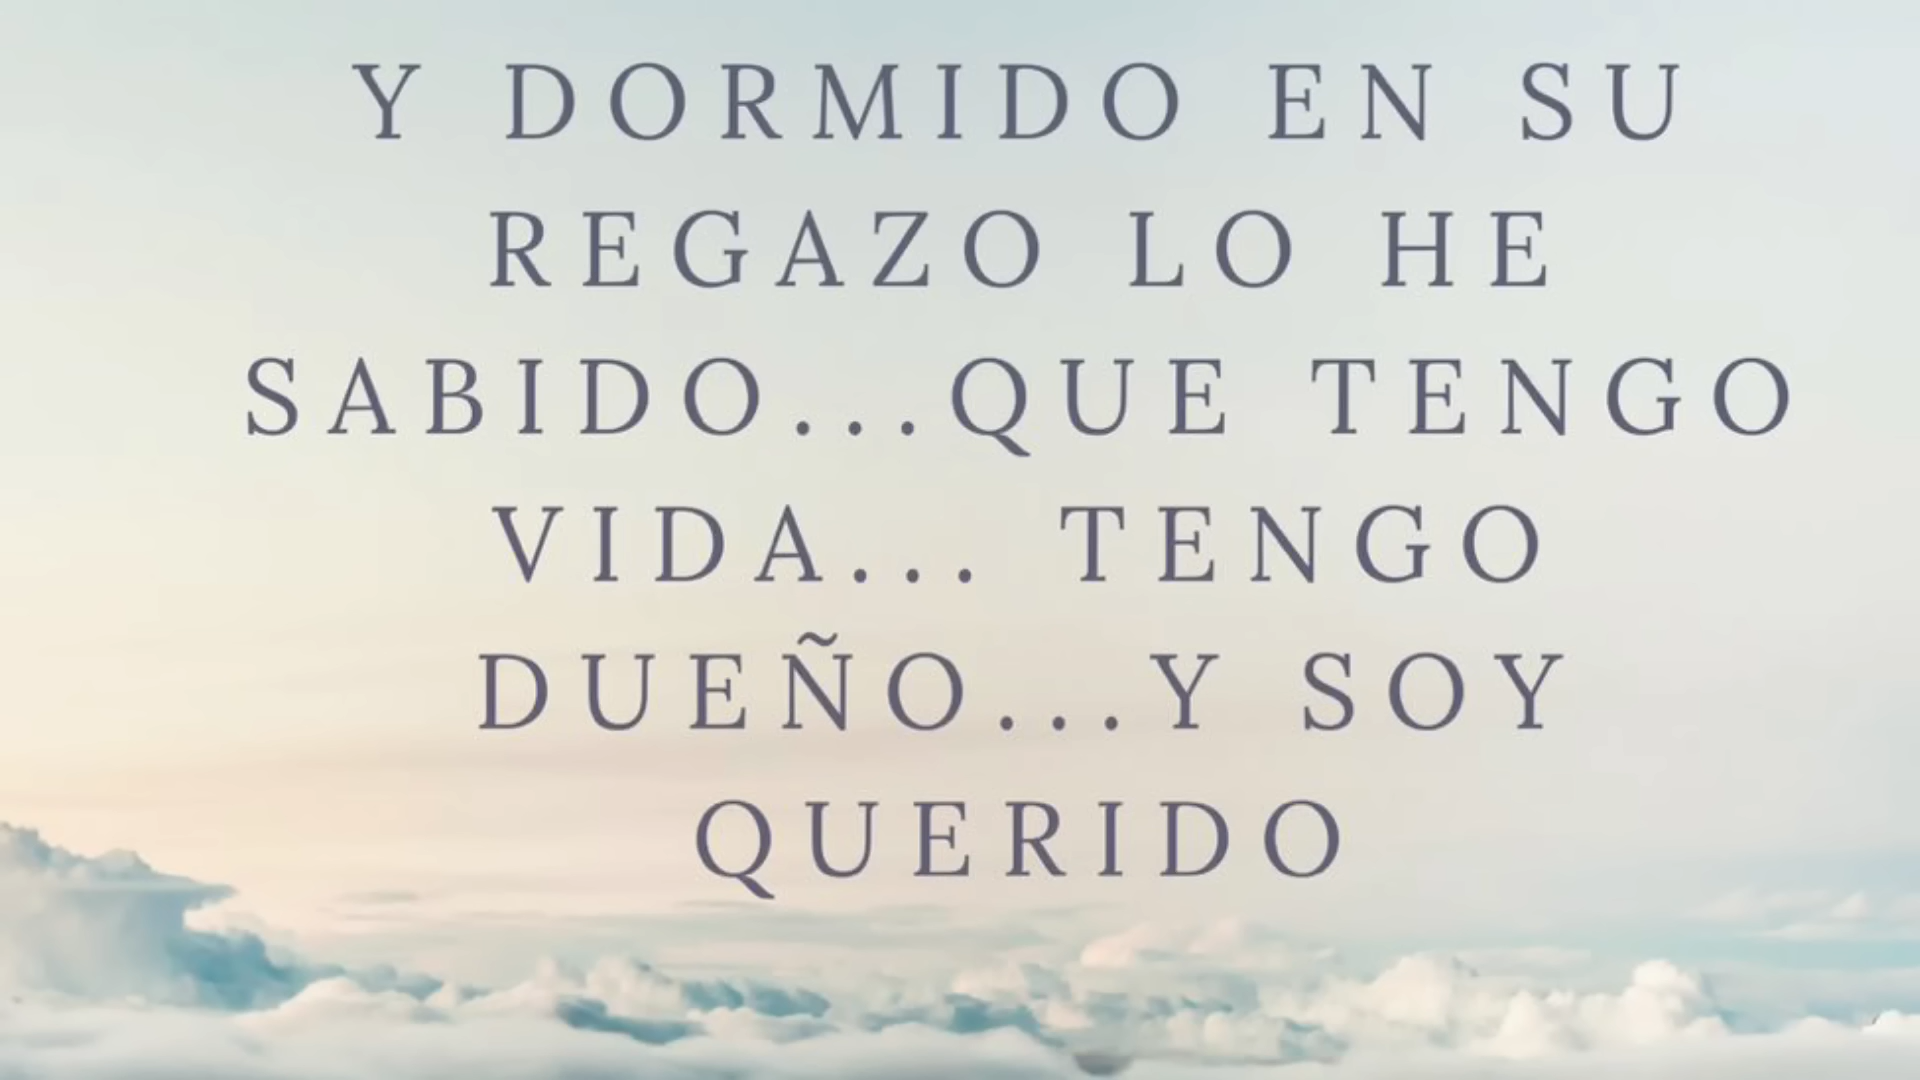 Y DORMIDO EN SU
REGAZO LO HE
SABIDO...QUE TENGO
VIDA... TENGO
DUEÑO...Y SOY
QUERIDO